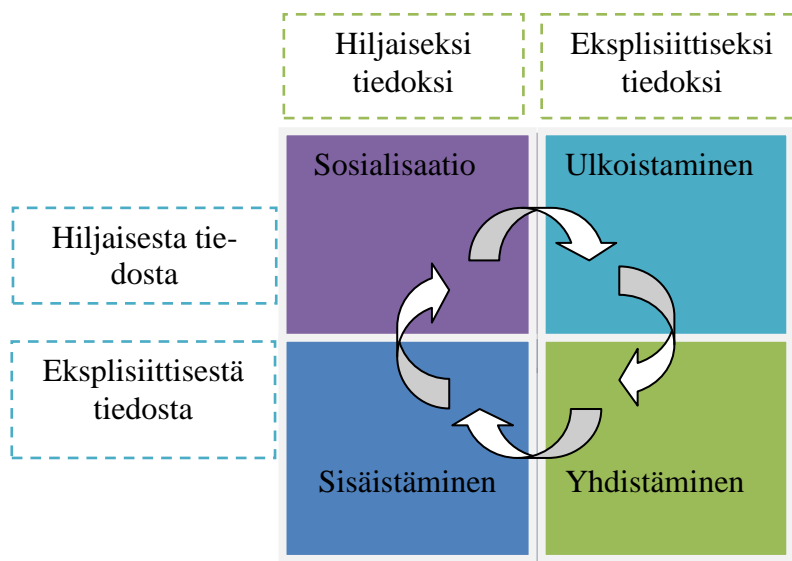 Hiljaiseksi
tiedoksi
Eksplisiittiseksi
tiedoksi
Sosialisaatio
Ulkoistaminen
Hiljaisesta tie-
dosta
Eksplisiittisestä
tiedosta
Sisäistäminen
Yhdistäminen